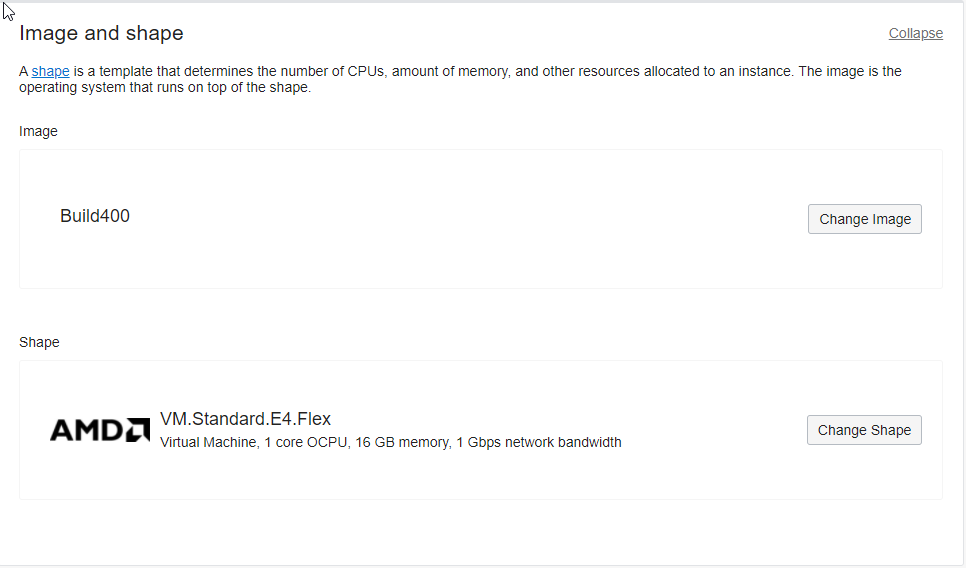 Image and shape
Collapse
A shape is a template that determines the number of CPUs, amount of memory, and other resources allocated to an instance. The image is the
operating system that runs on top of the shape.
Image
Build400
Change Image
Shape
AMD
VM.Standard.E4.Flex
Virtual Machine, 1 core OCPU, 16 GB memory, 1 Gbps network bandwidth
Change Shape